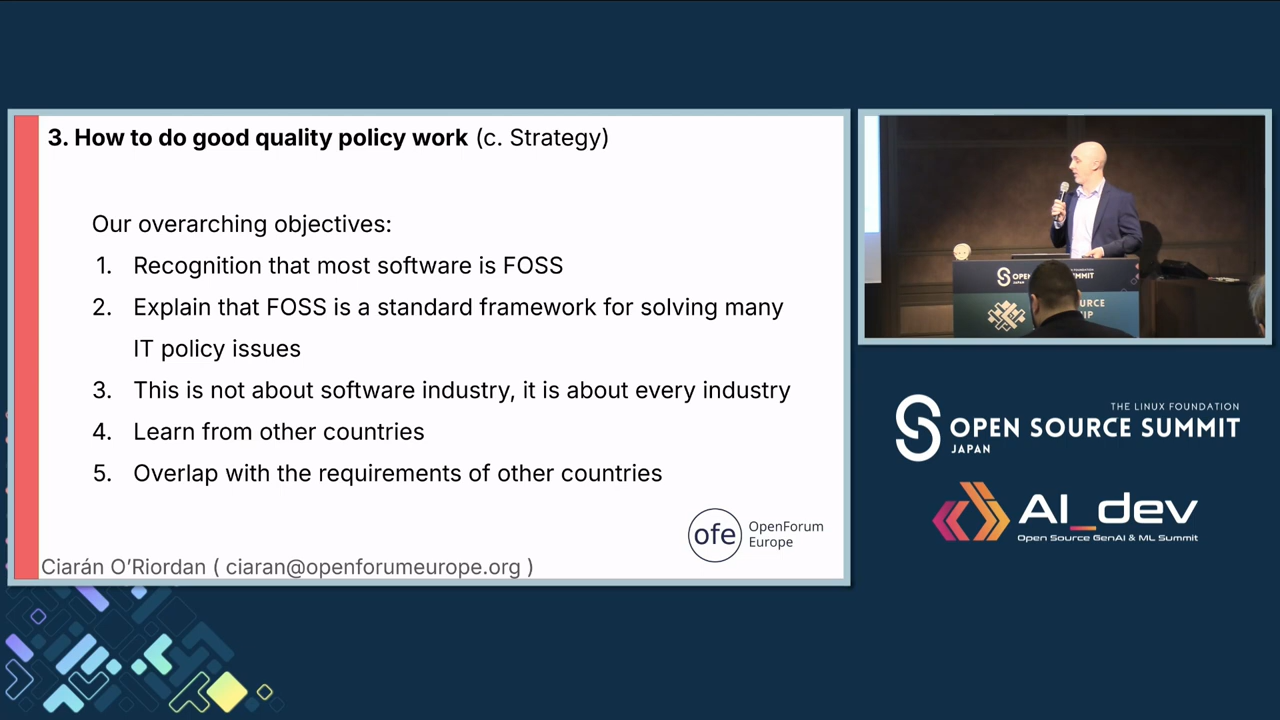 3. How to do good quality policy work (c. Strategy)
Our overarching objectives:
1. Recognition that most software is FOSS
2. Explain that FOSS is a standard framework for solving many
IT policy issues
3. This is not about software industry, it is about every industry
4. Learn from other countries
5. Overlap with the requirements of other countries
ofe OpenForum
Europe
Ciarán O'Riordan ( ciaran@openforumeurope.org )
OPEN SOURCE SUMMIT
JAPAN
THE LINUX FOUNDATION
OPEN SOURCE SUMMIT
JAPAN
AI_dev
Open Source GenAI & ML Summit